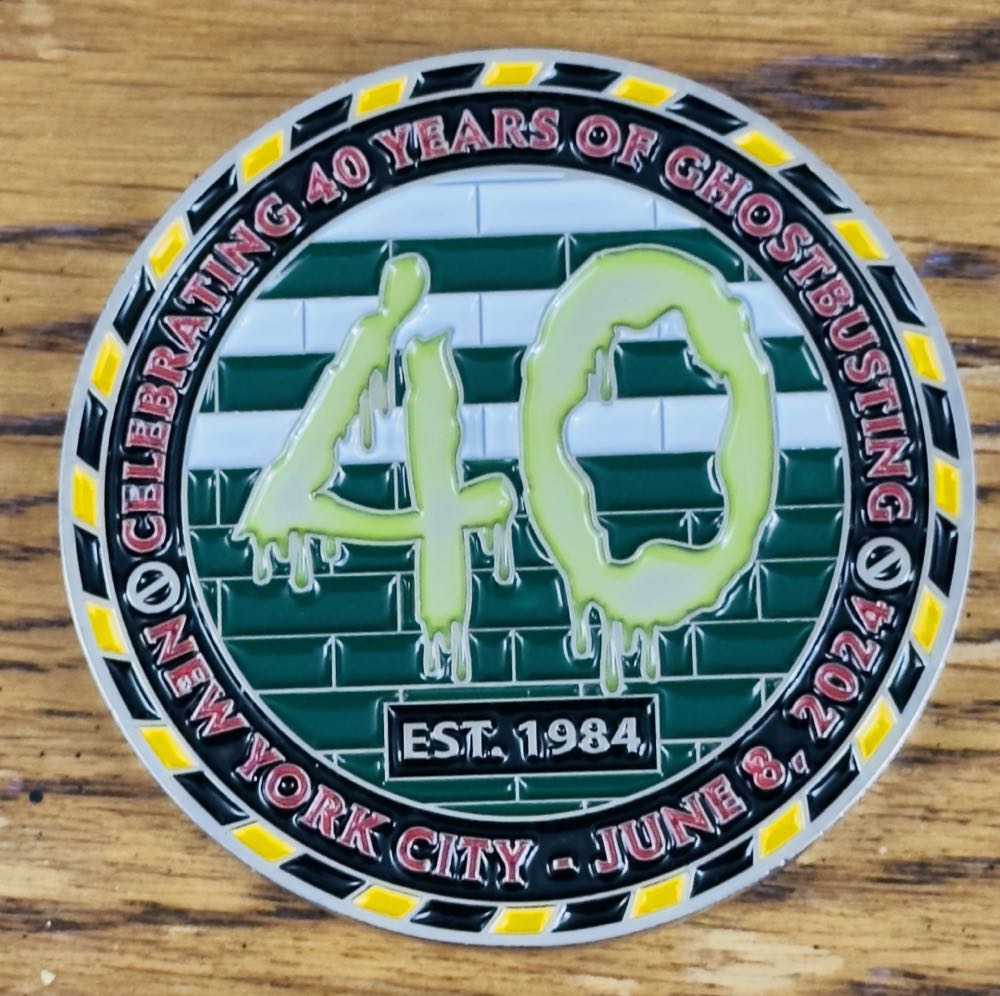 CELEBRATING 40 YEARS OF GHOSTBUSTING
40
EST. 1984
NEW YORK CITY - JUNE 8, 2024